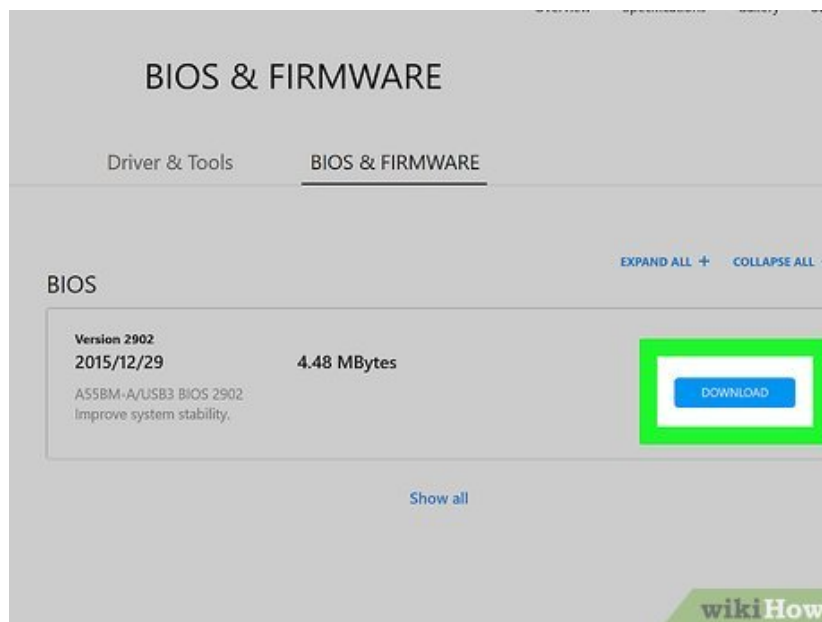 BIOS & FIRMWARE
Driver & Tools BIOS & FIRMWARE
EXPAND ALL + COLLAPSE ALL
BIOS
Version 2902
2015/12/29 4.48 MBytes
A55BM-A/USB3 BIOS 2902
Improve system stability.
DOWNLOAD
Show all
wikiHow